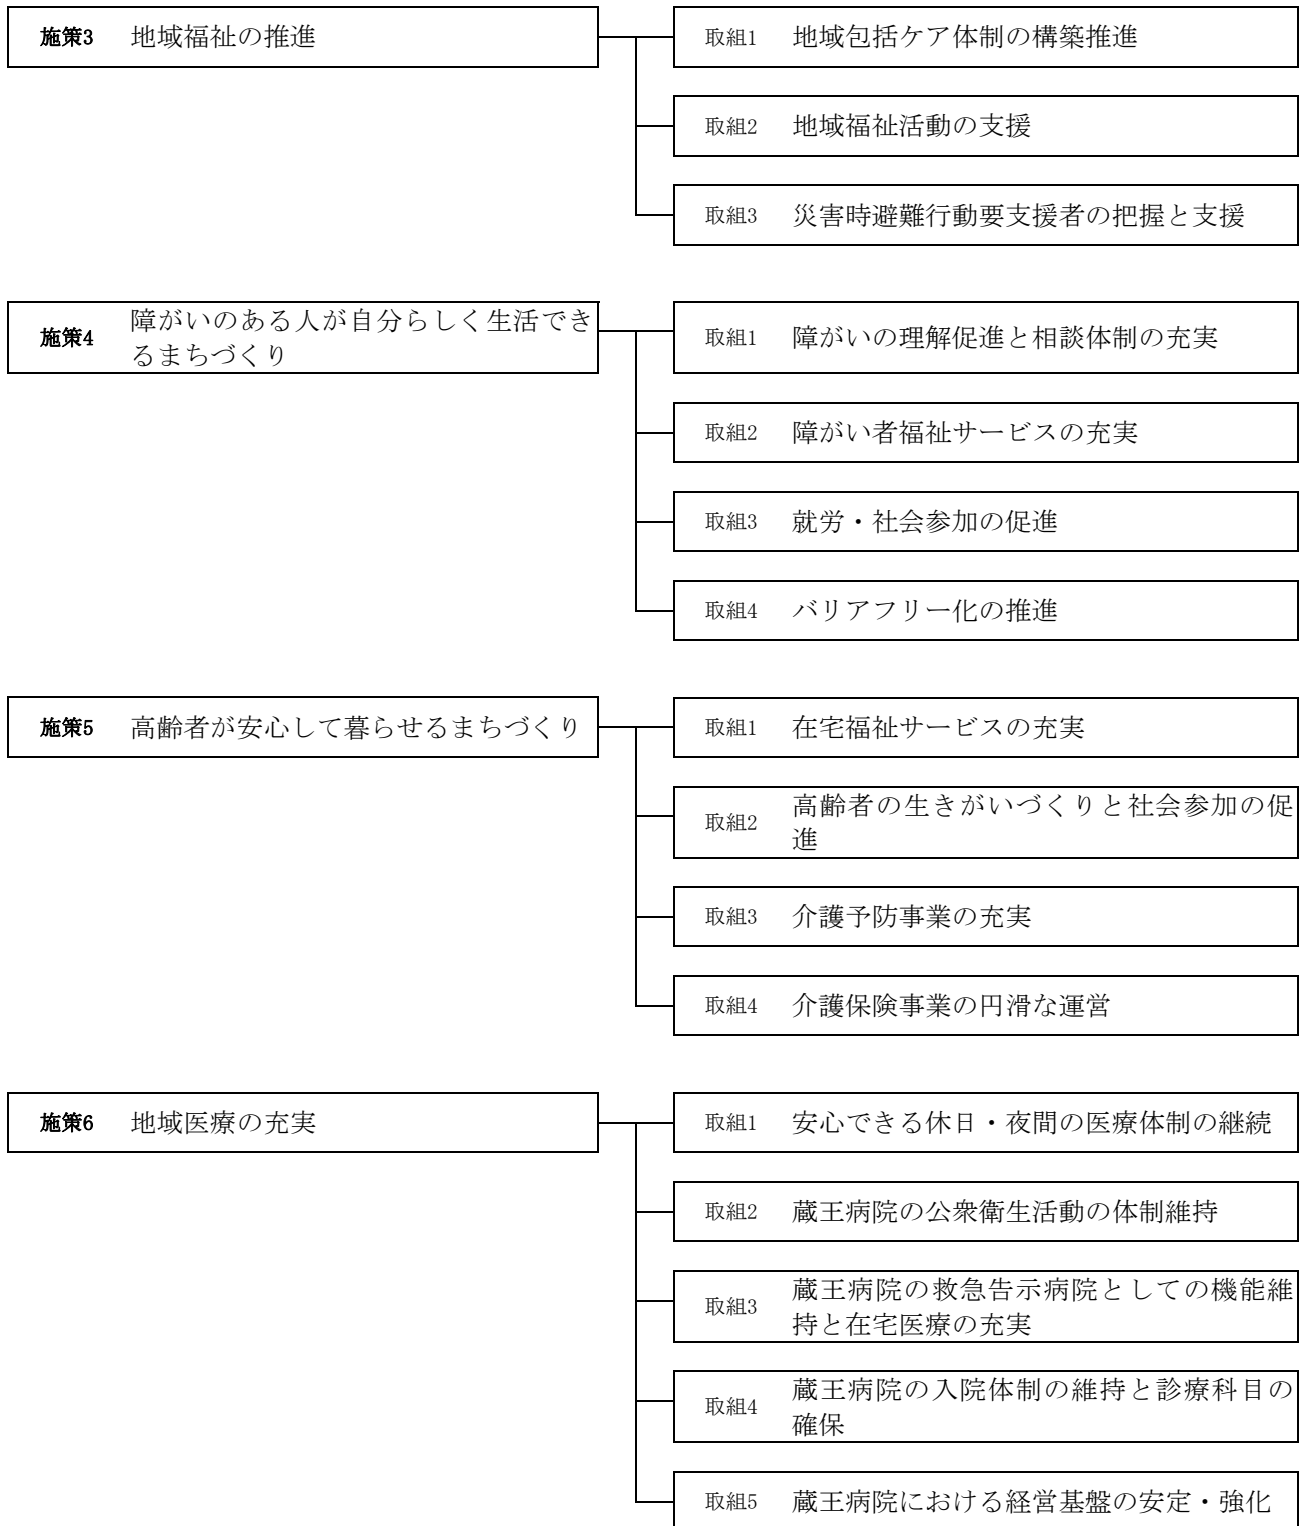 施策3 地域福祉の推進
取組1 地域包括ケア体制の構築推進
取組2 地域福祉活動の支援
取組3 災害時避難行動要支援者の把握と支援
施策4 障がいのある人が自分らしく生活でき
るまちづくり
取組1 障がいの理解促進と相談体制の充実
取組2 障がい者福祉サービスの充実
取組3 就労・社会参加の促進
取組4 バリアフリー化の推進
施策5 高齢者が安心して暮らせるまちづくり
取組1 在宅福祉サービスの充実
取組2 高齢者の生きがいづくりと社会参加の促
進
取組3 介護予防事業の充実
取組4 介護保険事業の円滑な運営
施策6 地域医療の充実
取組1 安心できる休日・夜間の医療体制の継続
取組2 蔵王病院の公衆衛生活動の体制維持
取組3 蔵王病院の救急告示病院としての機能維
持と在宅医療の充実
取組4 蔵王病院の入院体制の維持と診療科目の
確保
取組5 蔵王病院における経営基盤の安定・強化